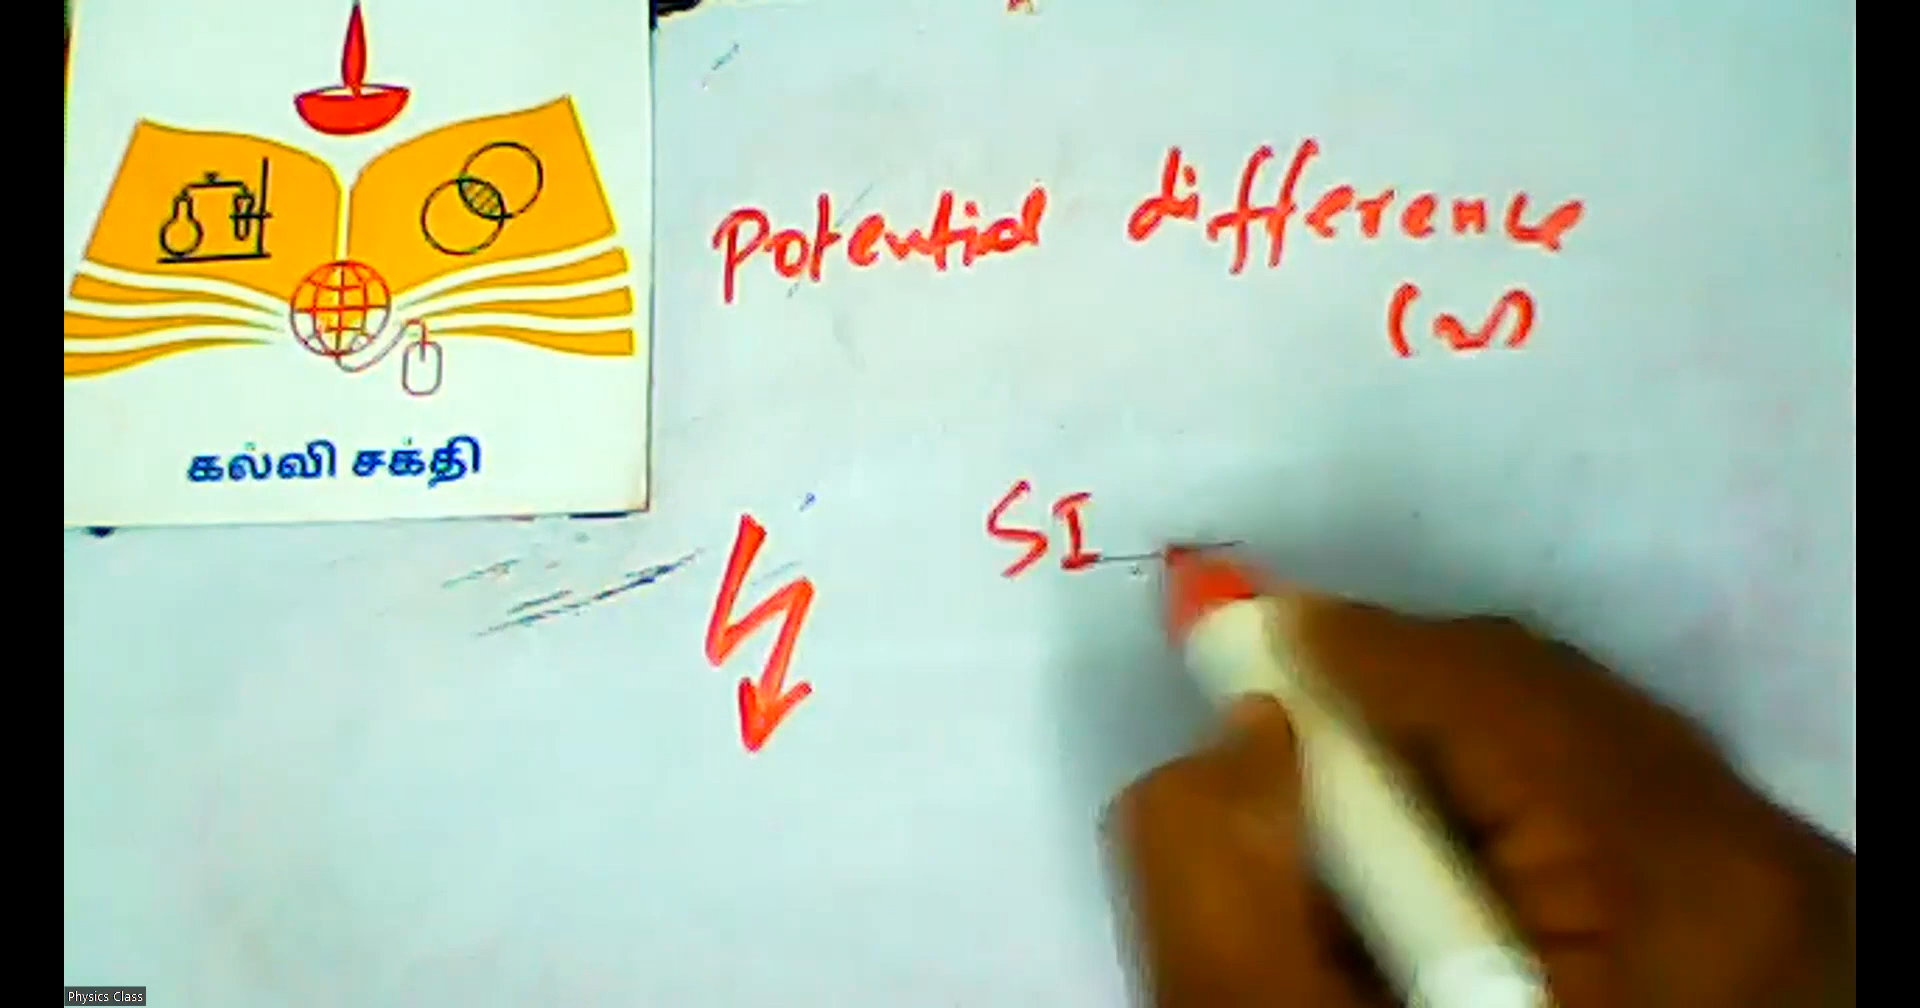 Potential difference
(v)
கல்வி சக்தி
SI
Physics Class